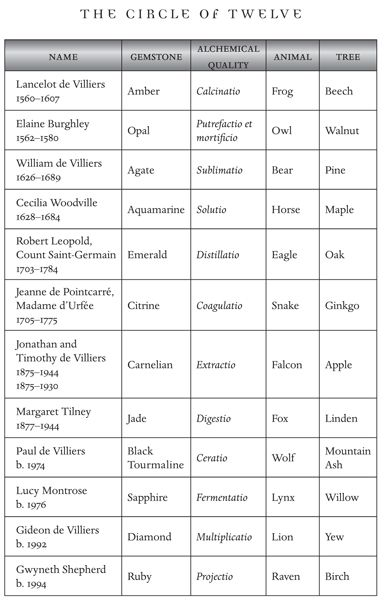 THE CIRCLE OF TWELVE
NAME GEMSTONE ALCHEMICAL QUALITY ANIMAL TREE
Lancelot de Villiers
1560–1607 Amber Calcinatio Frog Beech
Elaine Burghley
1562–1580 Opal Putrefactio et
mortificio Owl Walnut
William de Villiers
1626–1689 Agate Sublimatio Bear Pine
Cecilia Woodville
1628–1684 Aquamarine Solutio Horse Maple
Robert Leopold,
Count Saint-Germain
1703–1784 Emerald Distillatio Eagle Oak
Jeanne de Pointcarré,
Madame d'Urfée
1705–1775 Citrine Coagulatio Snake Ginkgo
Jonathan and
Timothy de Villiers
1875–1944
1875–1930 Carnelian Extractio Falcon Apple
Margaret Tilney
1877–1944 Jade Digestio Fox Linden
Paul de Villiers
b. 1974 Black
Tourmaline Ceratio Wolf Mountain
Ash
Lucy Montrose
b. 1976 Sapphire Fermentatio Lynx Willow
Gideon de Villiers
b. 1992 Diamond Multiplicatio Lion Yew
Gwyneth Shepherd
b. 1994 Ruby Projectio Raven Birch